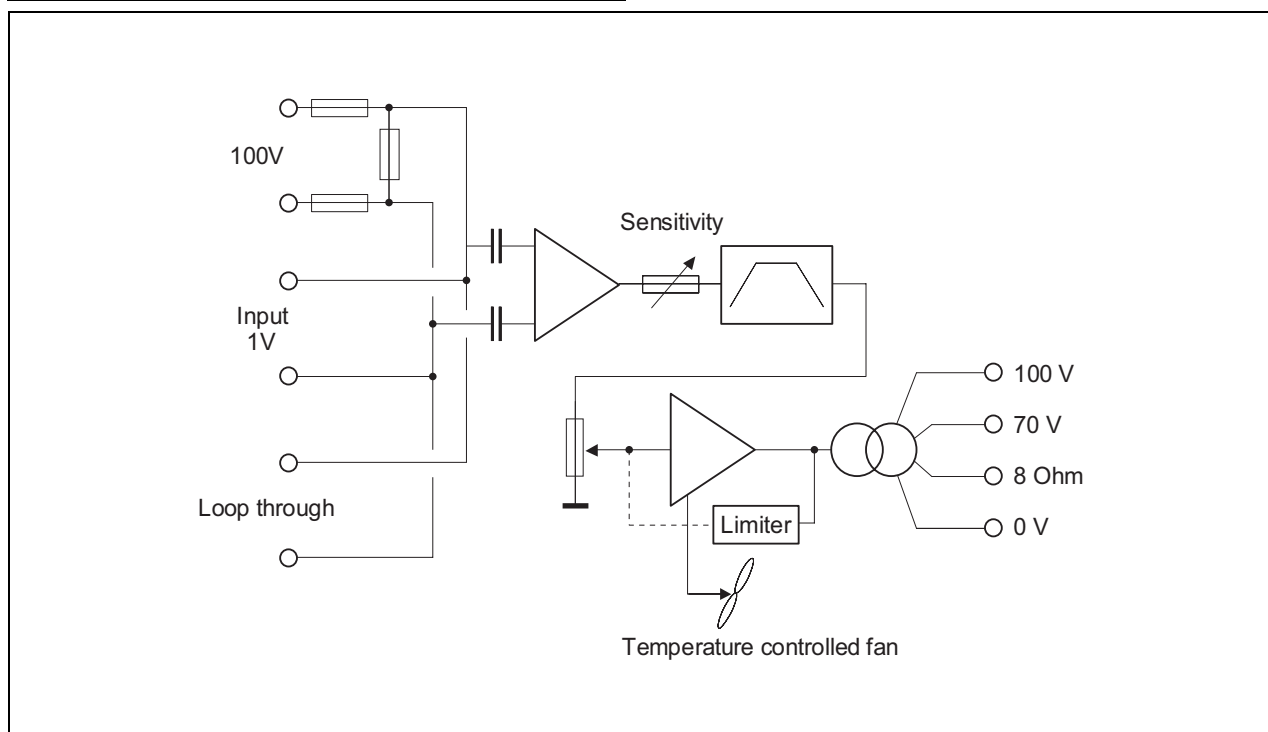 100V
Sensitivity
Input
1V
100 V
70 V
8 Ohm
Loop through
Limiter
0 V
Temperature controlled fan